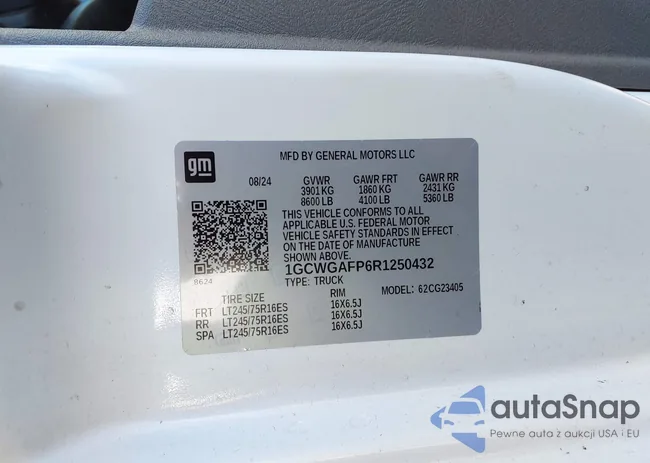 gm
MFD BY GENERAL MOTORS LLC
08/24 GVWR GAWR FRT GAWR RR
3901 KG 1860 KG 2431 KG
8600 LB 4100 LB 5360 LB
THIS VEHICLE CONFORMS TO ALL
APPLICABLE U.S. FEDERAL MOTOR
VEHICLE SAFETY STANDARDS IN EFFECT
ON THE DATE OF MANUFACTURE
SHOWN ABOVE.
1GCWGAFP6R1250432
8624 TYPE: TRUCK MODEL: 62CG23405
TIRE SIZE RIM
FRT LT245/75R16ES 16X6.5J
RR LT245/75R16ES 16X6.5J
SPA LT245/75R16ES 16X6.5J
autaSnap
Pewne auta z aukcji USA i EU